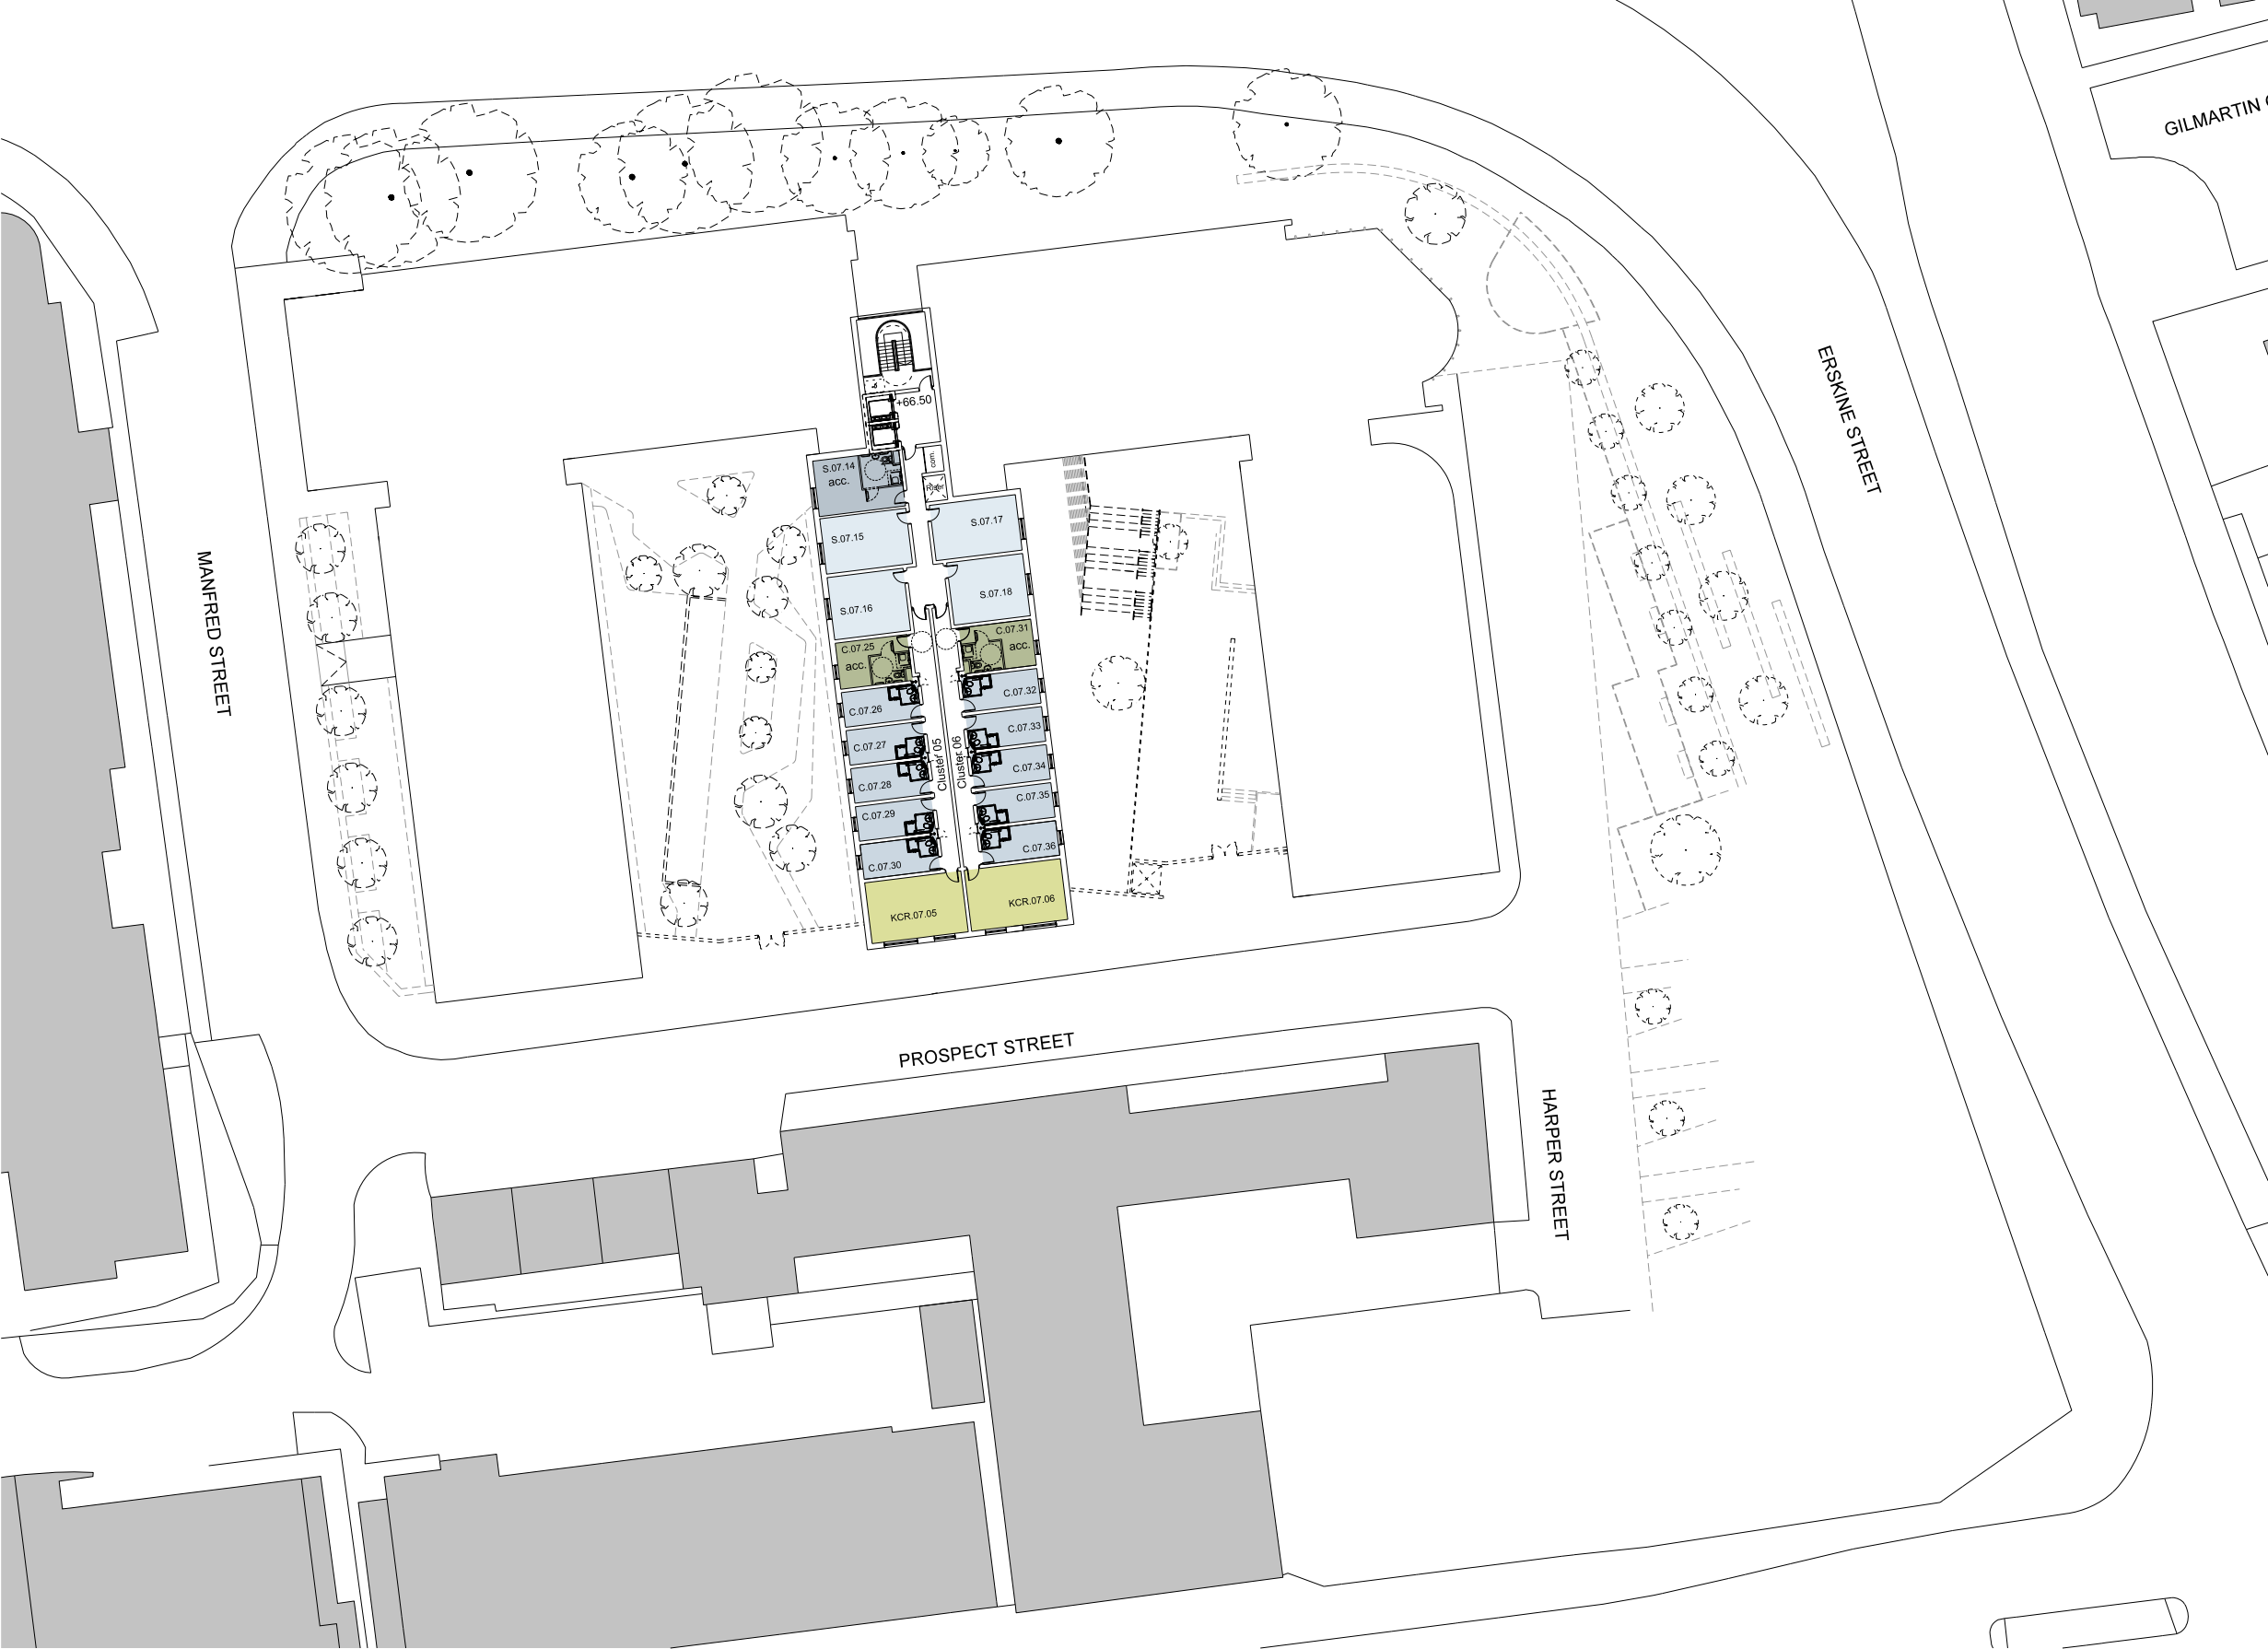 GILMARTIN
ERSKINE STREET
MANFRED STREET
+66.50
com.
Riser
S.07.14
acc.
S.07.15
S.07.16
S.07.17
S.07.18
C.07.25
acc.
C.07.31
acc.
C.07.26
C.07.27
C.07.28
C.07.29
C.07.30
Cluster 05
Cluster 06
C.07.32
C.07.33
C.07.34
C.07.35
C.07.36
KCR.07.05
KCR.07.06
PROSPECT STREET
HARPER STREET